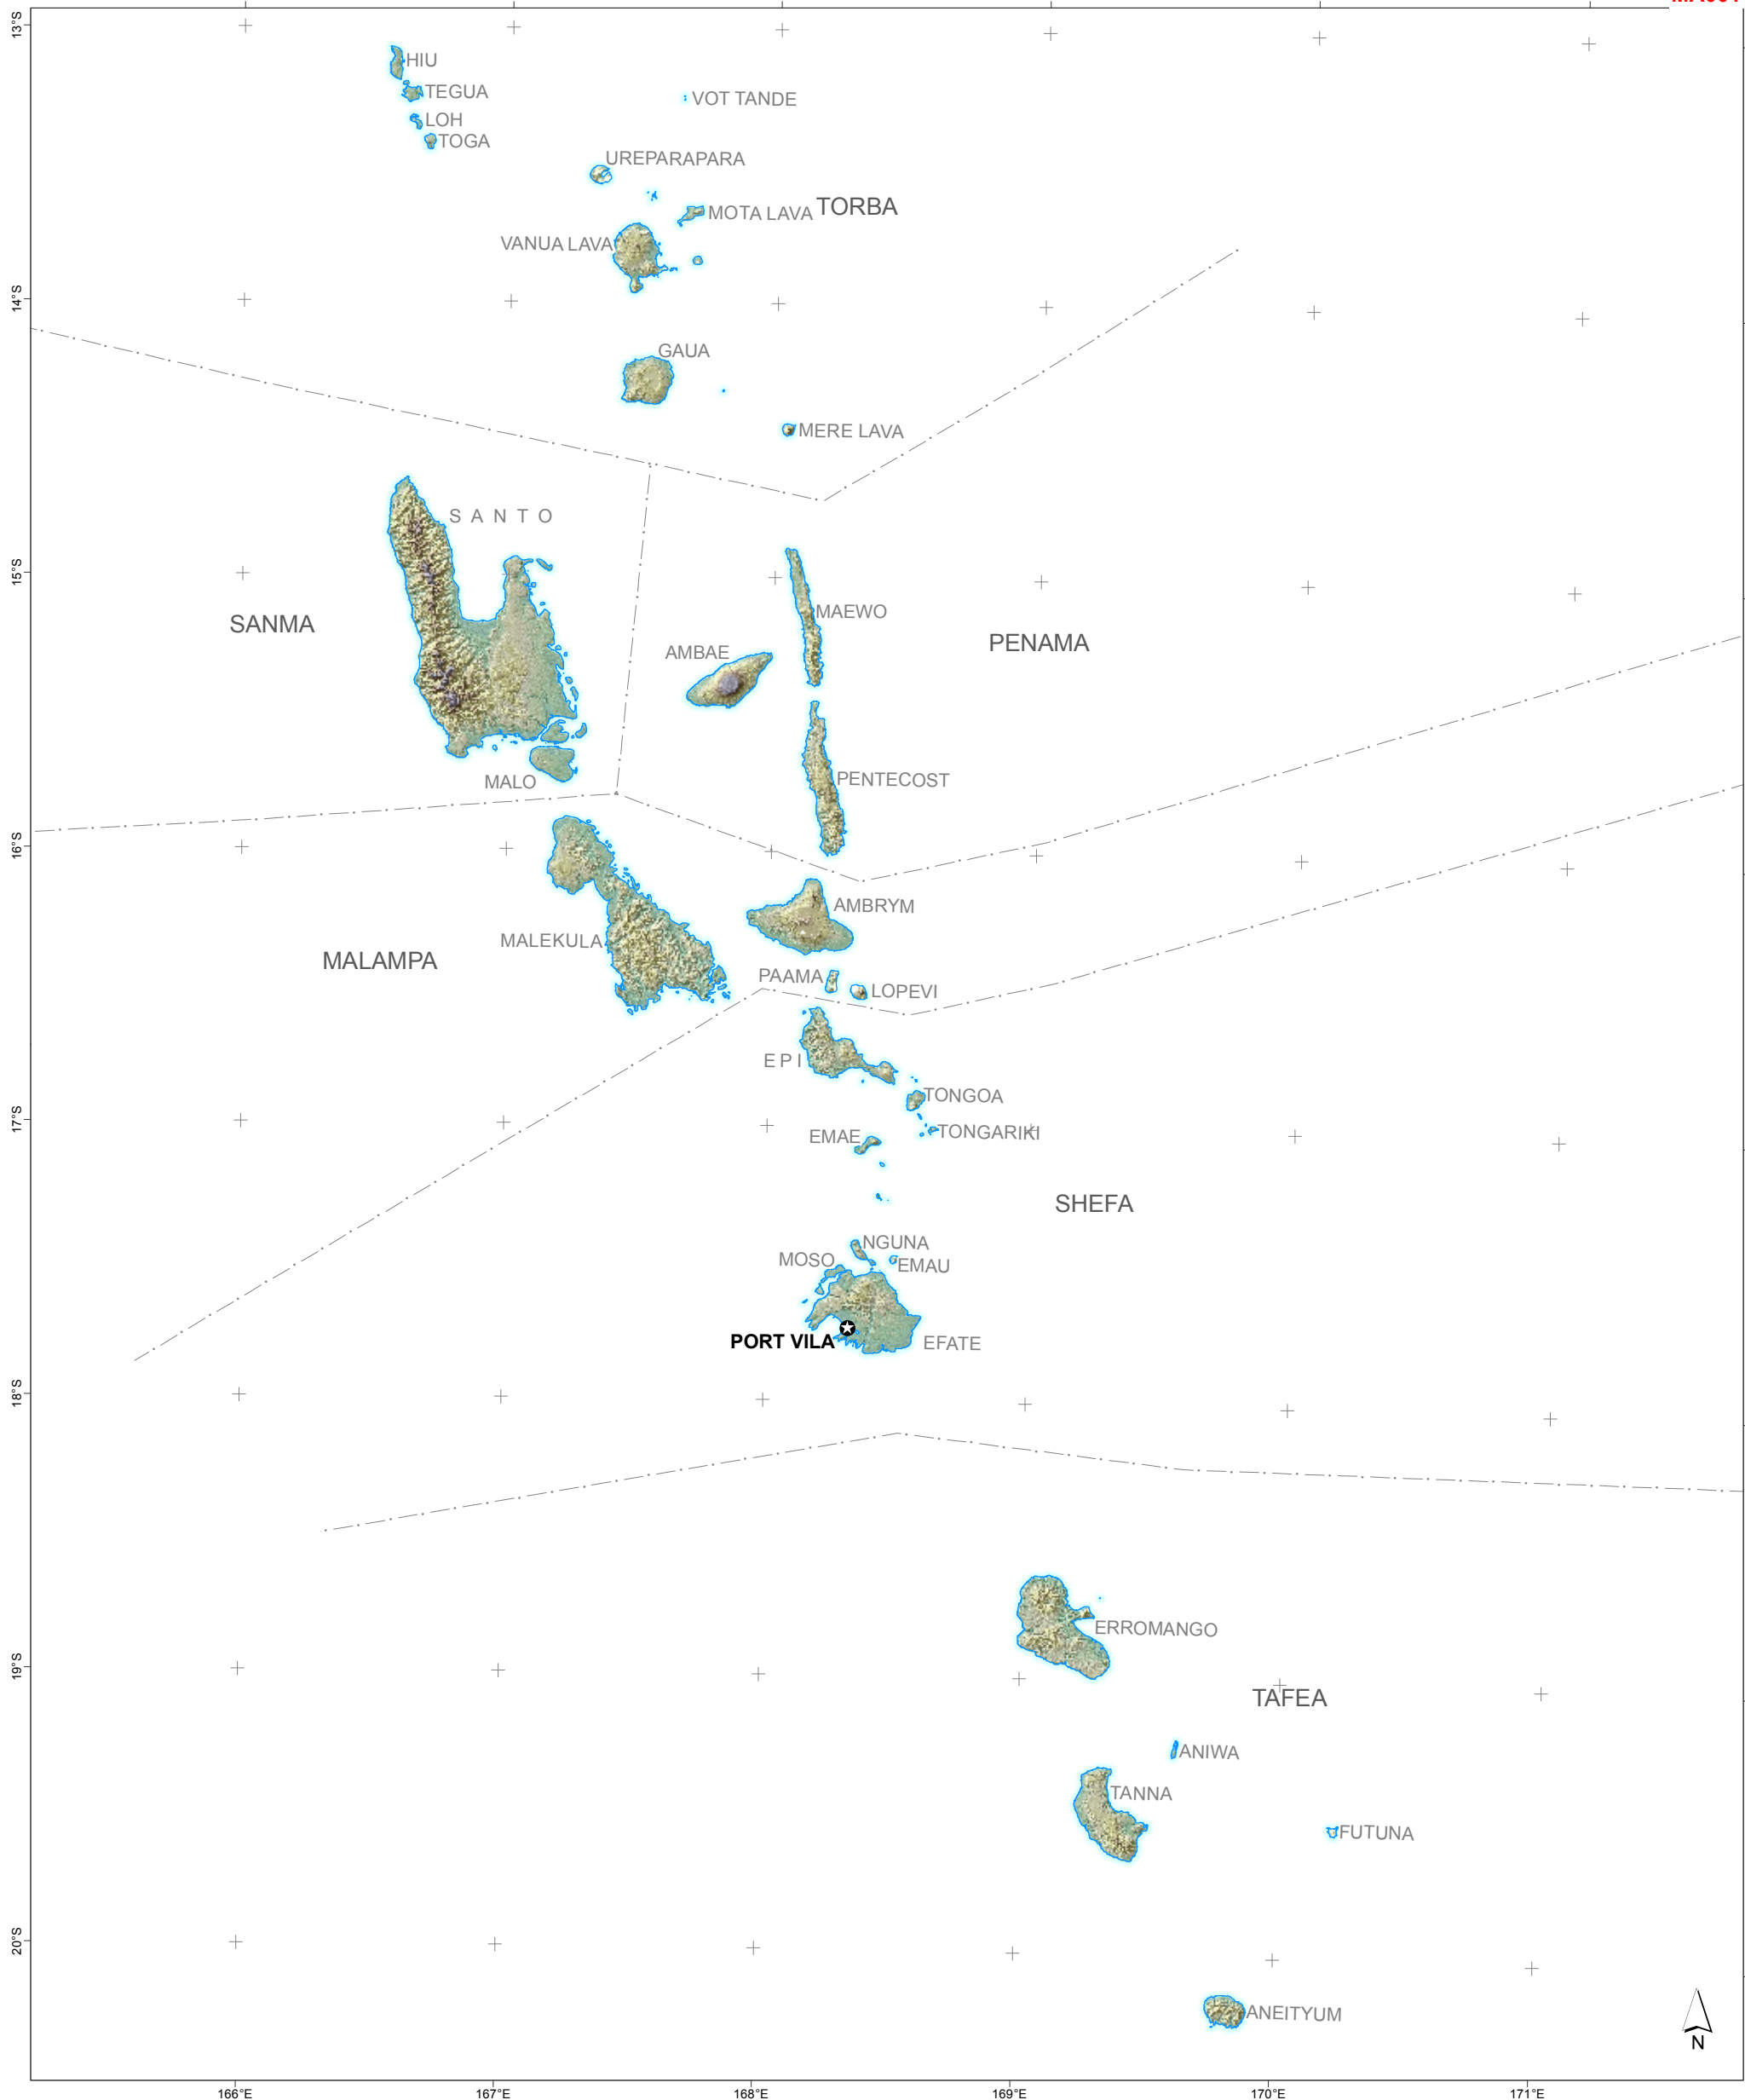 13°S
HIU
TEGUA
VOT TANDE
LOH
TOGA
UREPARAPARA
MOTA LAVA
TORBA
VANUA LAVA
14°S
GAUA
MERE LAVA
SANTO
15°S
MAEWO
SANMA
PENAMA
AMBAE
PENTECOST
MALO
16°S
AMBRYM
MALEKULA
MALAMPA
PAAMA
LOPEVI
EPI
TONGOA
17°S
TONGARIKI
EMAE
SHEFA
NGUNA
MOSO
EMAU
PORT VILA
EFATE
18°S
ERROMANGO
19°S
TAFEA
ANIWA
TANNA
FUTUNA
20°S
ANEITYUM
N
166°E
167°E
168°E
169°E
170°E
171°E